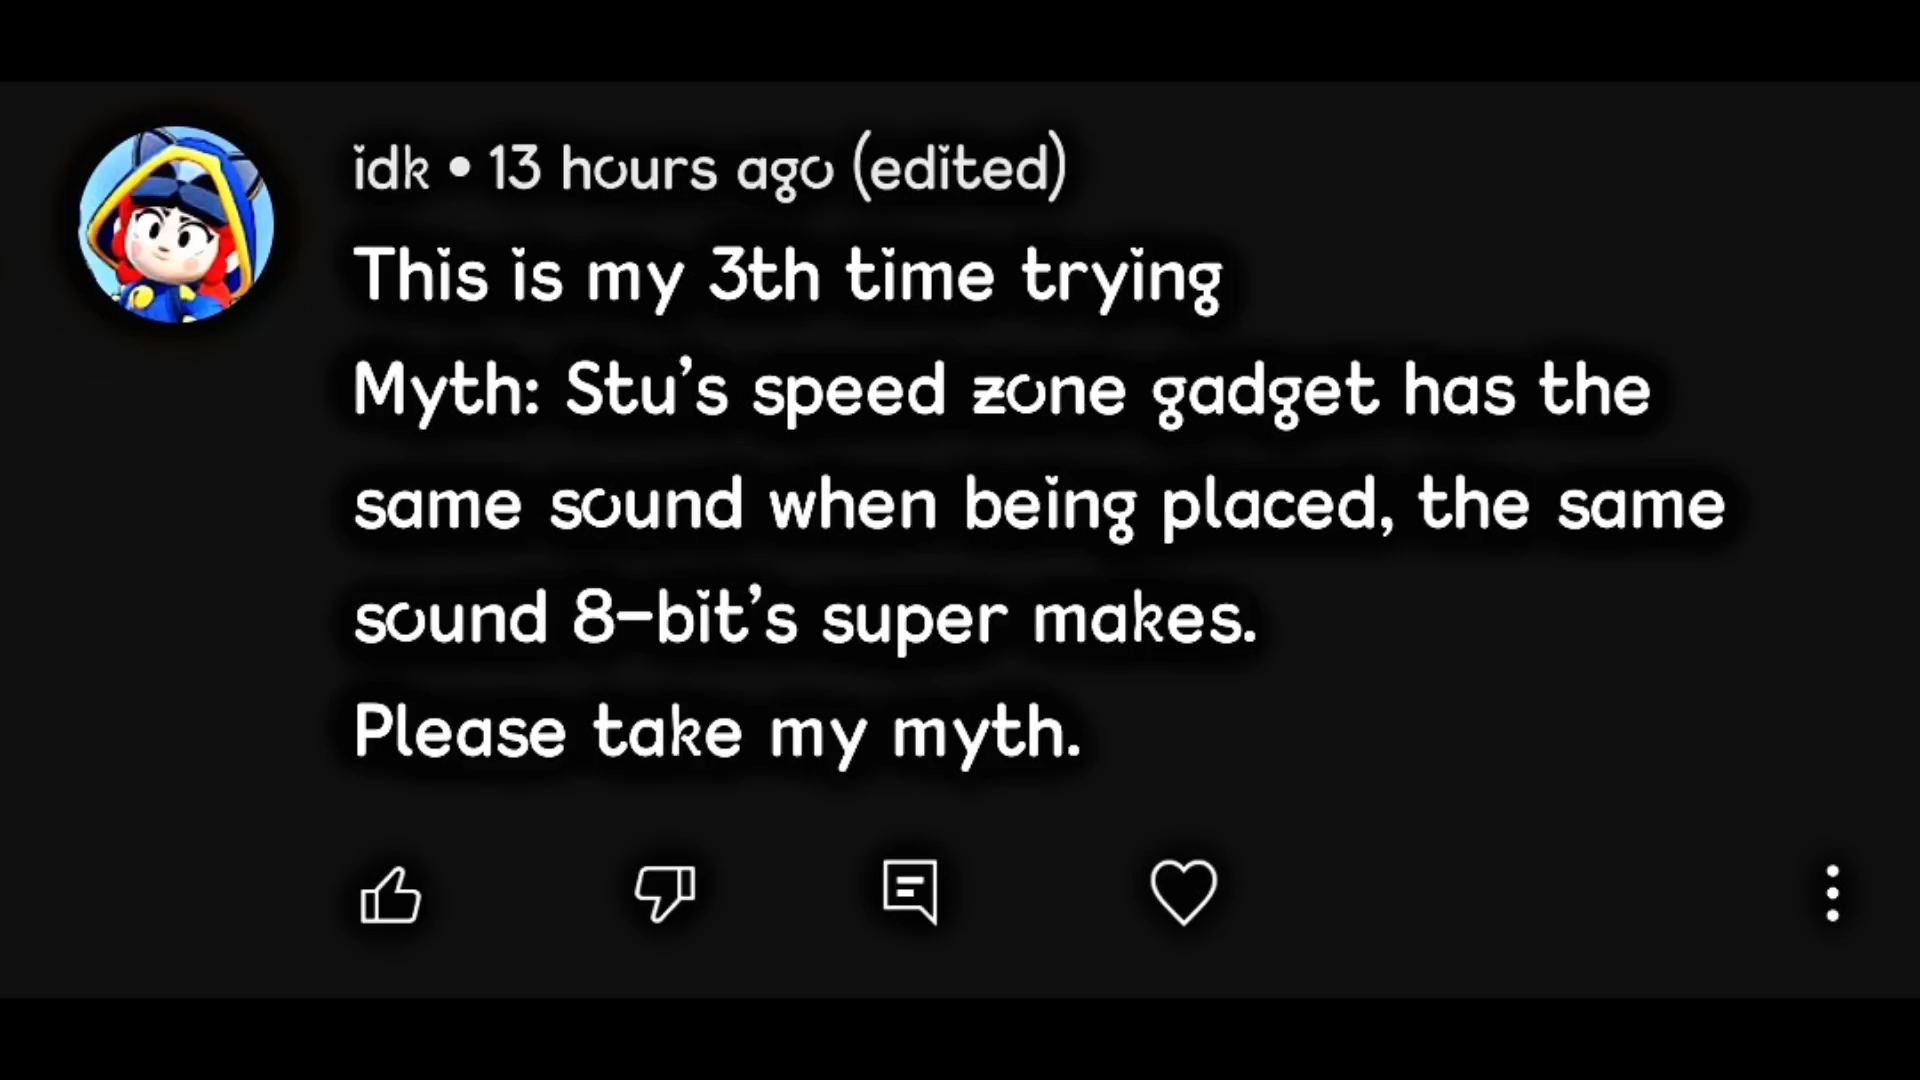 idk • 13 hours ago (edited)
This is my 3th time trying
Myth: Stu’s speed zone gadget has the
same sound when being placed, the same
sound 8-bit’s super makes.
Please take my myth.